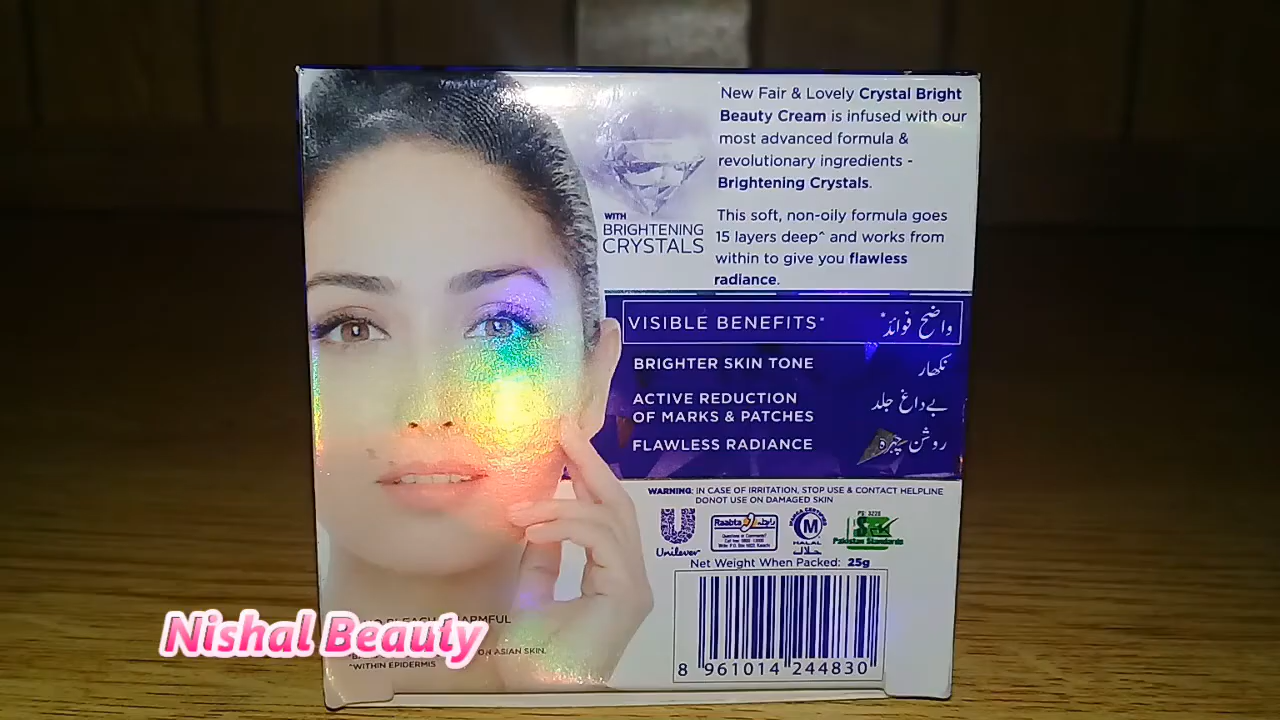 New Fair & Lovely Crystal Bright
Beauty Cream is infused with our
most advanced formula &
revolutionary ingredients -
Brightening Crystals.
WITH
BRIGHTENING
CRYSTALS
This soft, non-oily formula goes
15 layers deep^ and works from
within to give you flawless
radiance.
VISIBLE BENEFITS* واضح فوائد*
BRIGHTER SKIN TONE نکھار
ACTIVE REDUCTION
OF MARKS & PATCHES بے داغ جلد
FLAWLESS RADIANCE روشن چہرہ
WARNING: IN CASE OF IRRITATION, STOP USE & CONTACT HELPLINE
DONOT USE ON DAMAGED SKIN
Unilever
Raabta رابطہ
HALAL
حلال
Pakistan Standards
Net Weight When Packed: 25g
8 961014 244830
Nishal Beauty
ON ASIAN SKIN.
^WITHIN EPIDERMIS